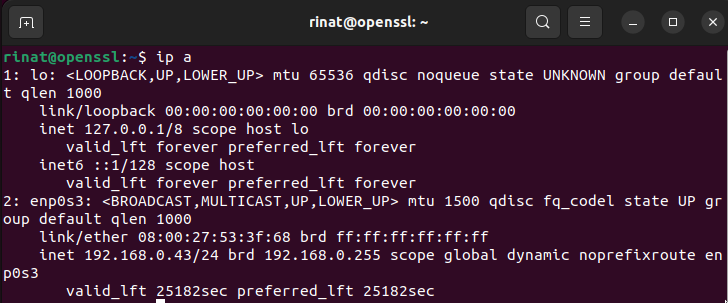 rinat@openssl: ~
rinat@openssl:~$ ip a
1: lo: <LOOPBACK,UP,LOWER_UP> mtu 65536 qdisc noqueue state UNKNOWN group defaul
t qlen 1000
    link/loopback 00:00:00:00:00:00 brd 00:00:00:00:00:00
    inet 127.0.0.1/8 scope host lo
       valid_lft forever preferred_lft forever
    inet6 ::1/128 scope host
       valid_lft forever preferred_lft forever
2: enp0s3: <BROADCAST,MULTICAST,UP,LOWER_UP> mtu 1500 qdisc fq_codel state UP gr
oup default qlen 1000
    link/ether 08:00:27:53:3f:68 brd ff:ff:ff:ff:ff:ff
    inet 192.168.0.43/24 brd 192.168.0.255 scope global dynamic noprefixroute en
p0s3
       valid_lft 25182sec preferred_lft 25182sec